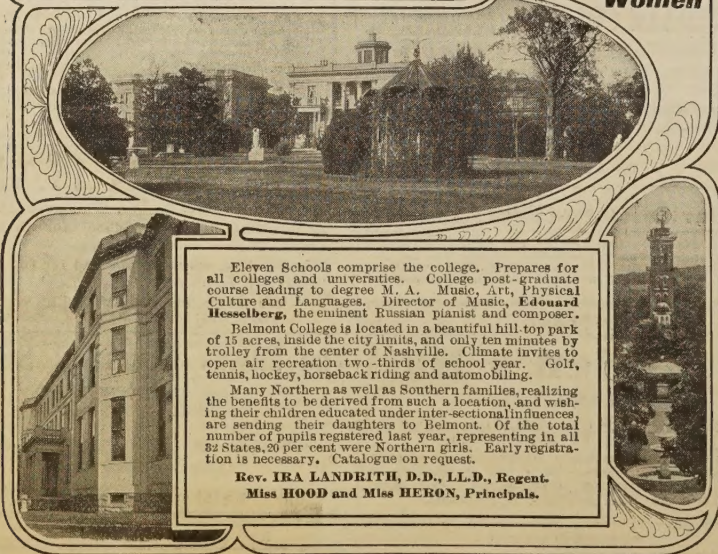 Women
Eleven Schools comprise the college. Prepares for
all colleges and universities. College post-graduate
course leading to degree M. A. Music, Art, Physical
Culture and Languages. Director of Music, Edouard
Hesselberg, the eminent Russian pianist and composer.
Belmont College is located in a beautiful hill-top park
of 15 acres, inside the city limits, and only ten minutes by
trolley from the center of Nashville. Climate invites to
open air recreation two-thirds of school year. Golf,
tennis, hockey, horseback riding and automobiling.
Many Northern as well as Southern families, realizing
the benefits to be derived from such a location, and wish-
ing their children educated under inter-sectional influences,
are sending their daughters to Belmont. Of the total
number of pupils registered last year, representing in all
32 States, 20 per cent were Northern girls. Early registra-
tion is necessary. Catalogue on request.
Rev. IRA LANDRITH, D.D., LL.D., Regent.
Miss HOOD and Miss HERON, Principals.